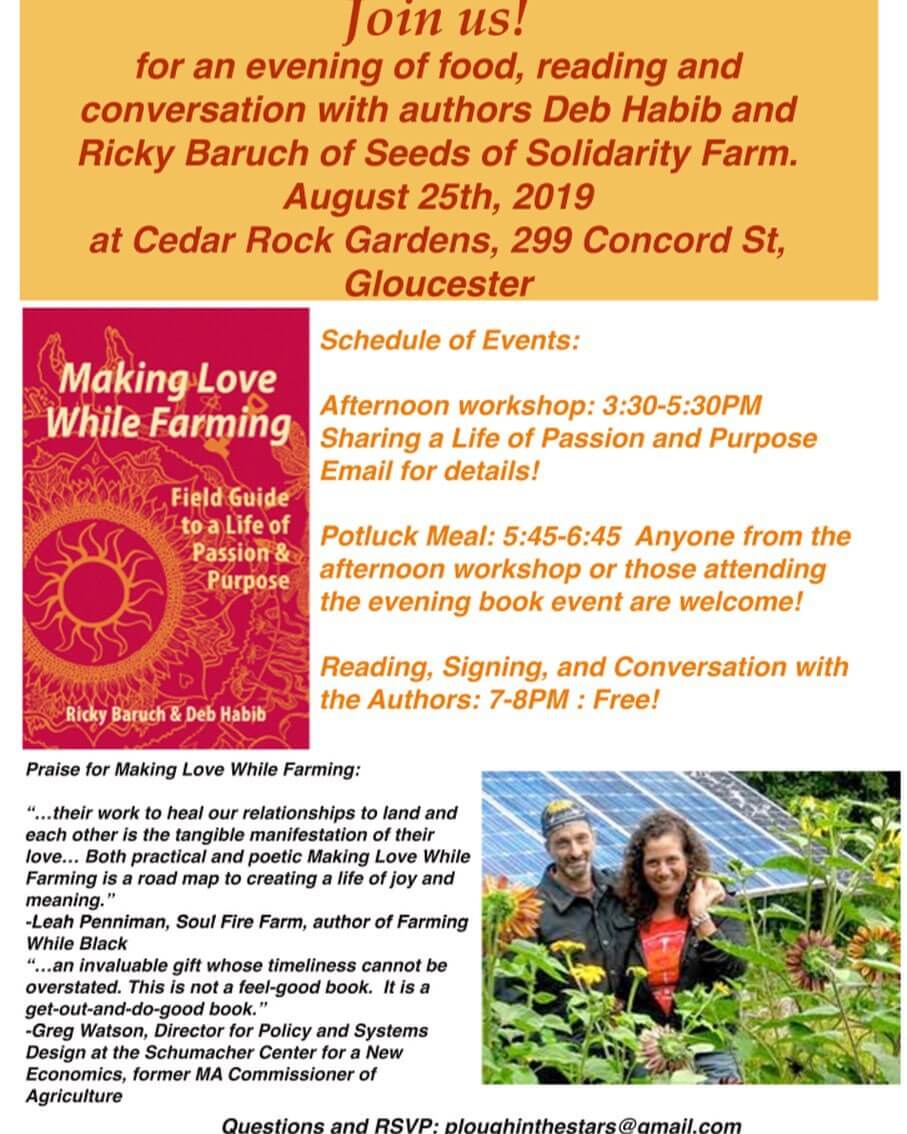 Join us!
for an evening of food, reading and
conversation with authors Deb Habib and
Ricky Baruch of Seeds of Solidarity Farm.
August 25th, 2019
at Cedar Rock Gardens, 299 Concord St,
Gloucester
Making Love
While Farming
Field Guide
to a Life of
Passion &
Purpose
Ricky Baruch & Deb Habib
Schedule of Events:
Afternoon workshop: 3:30-5:30PM
Sharing a Life of Passion and Purpose
Email for details!
Potluck Meal: 5:45-6:45  Anyone from the
afternoon workshop or those attending
the evening book event are welcome!
Reading, Signing, and Conversation with
the Authors: 7-8PM : Free!
Praise for Making Love While Farming:
“…their work to heal our relationships to land and
each other is the tangible manifestation of their
love… Both practical and poetic Making Love While
Farming is a road map to creating a life of joy and
meaning.”
-Leah Penniman, Soul Fire Farm, author of Farming
While Black
“…an invaluable gift whose timeliness cannot be
overstated. This is not a feel-good book.  It is a
get-out-and-do-good book.”
-Greg Watson, Director for Policy and Systems
Design at the Schumacher Center for a New
Economics, former MA Commissioner of
Agriculture
Questions and RSVP: ploughinthestars@gmail.com